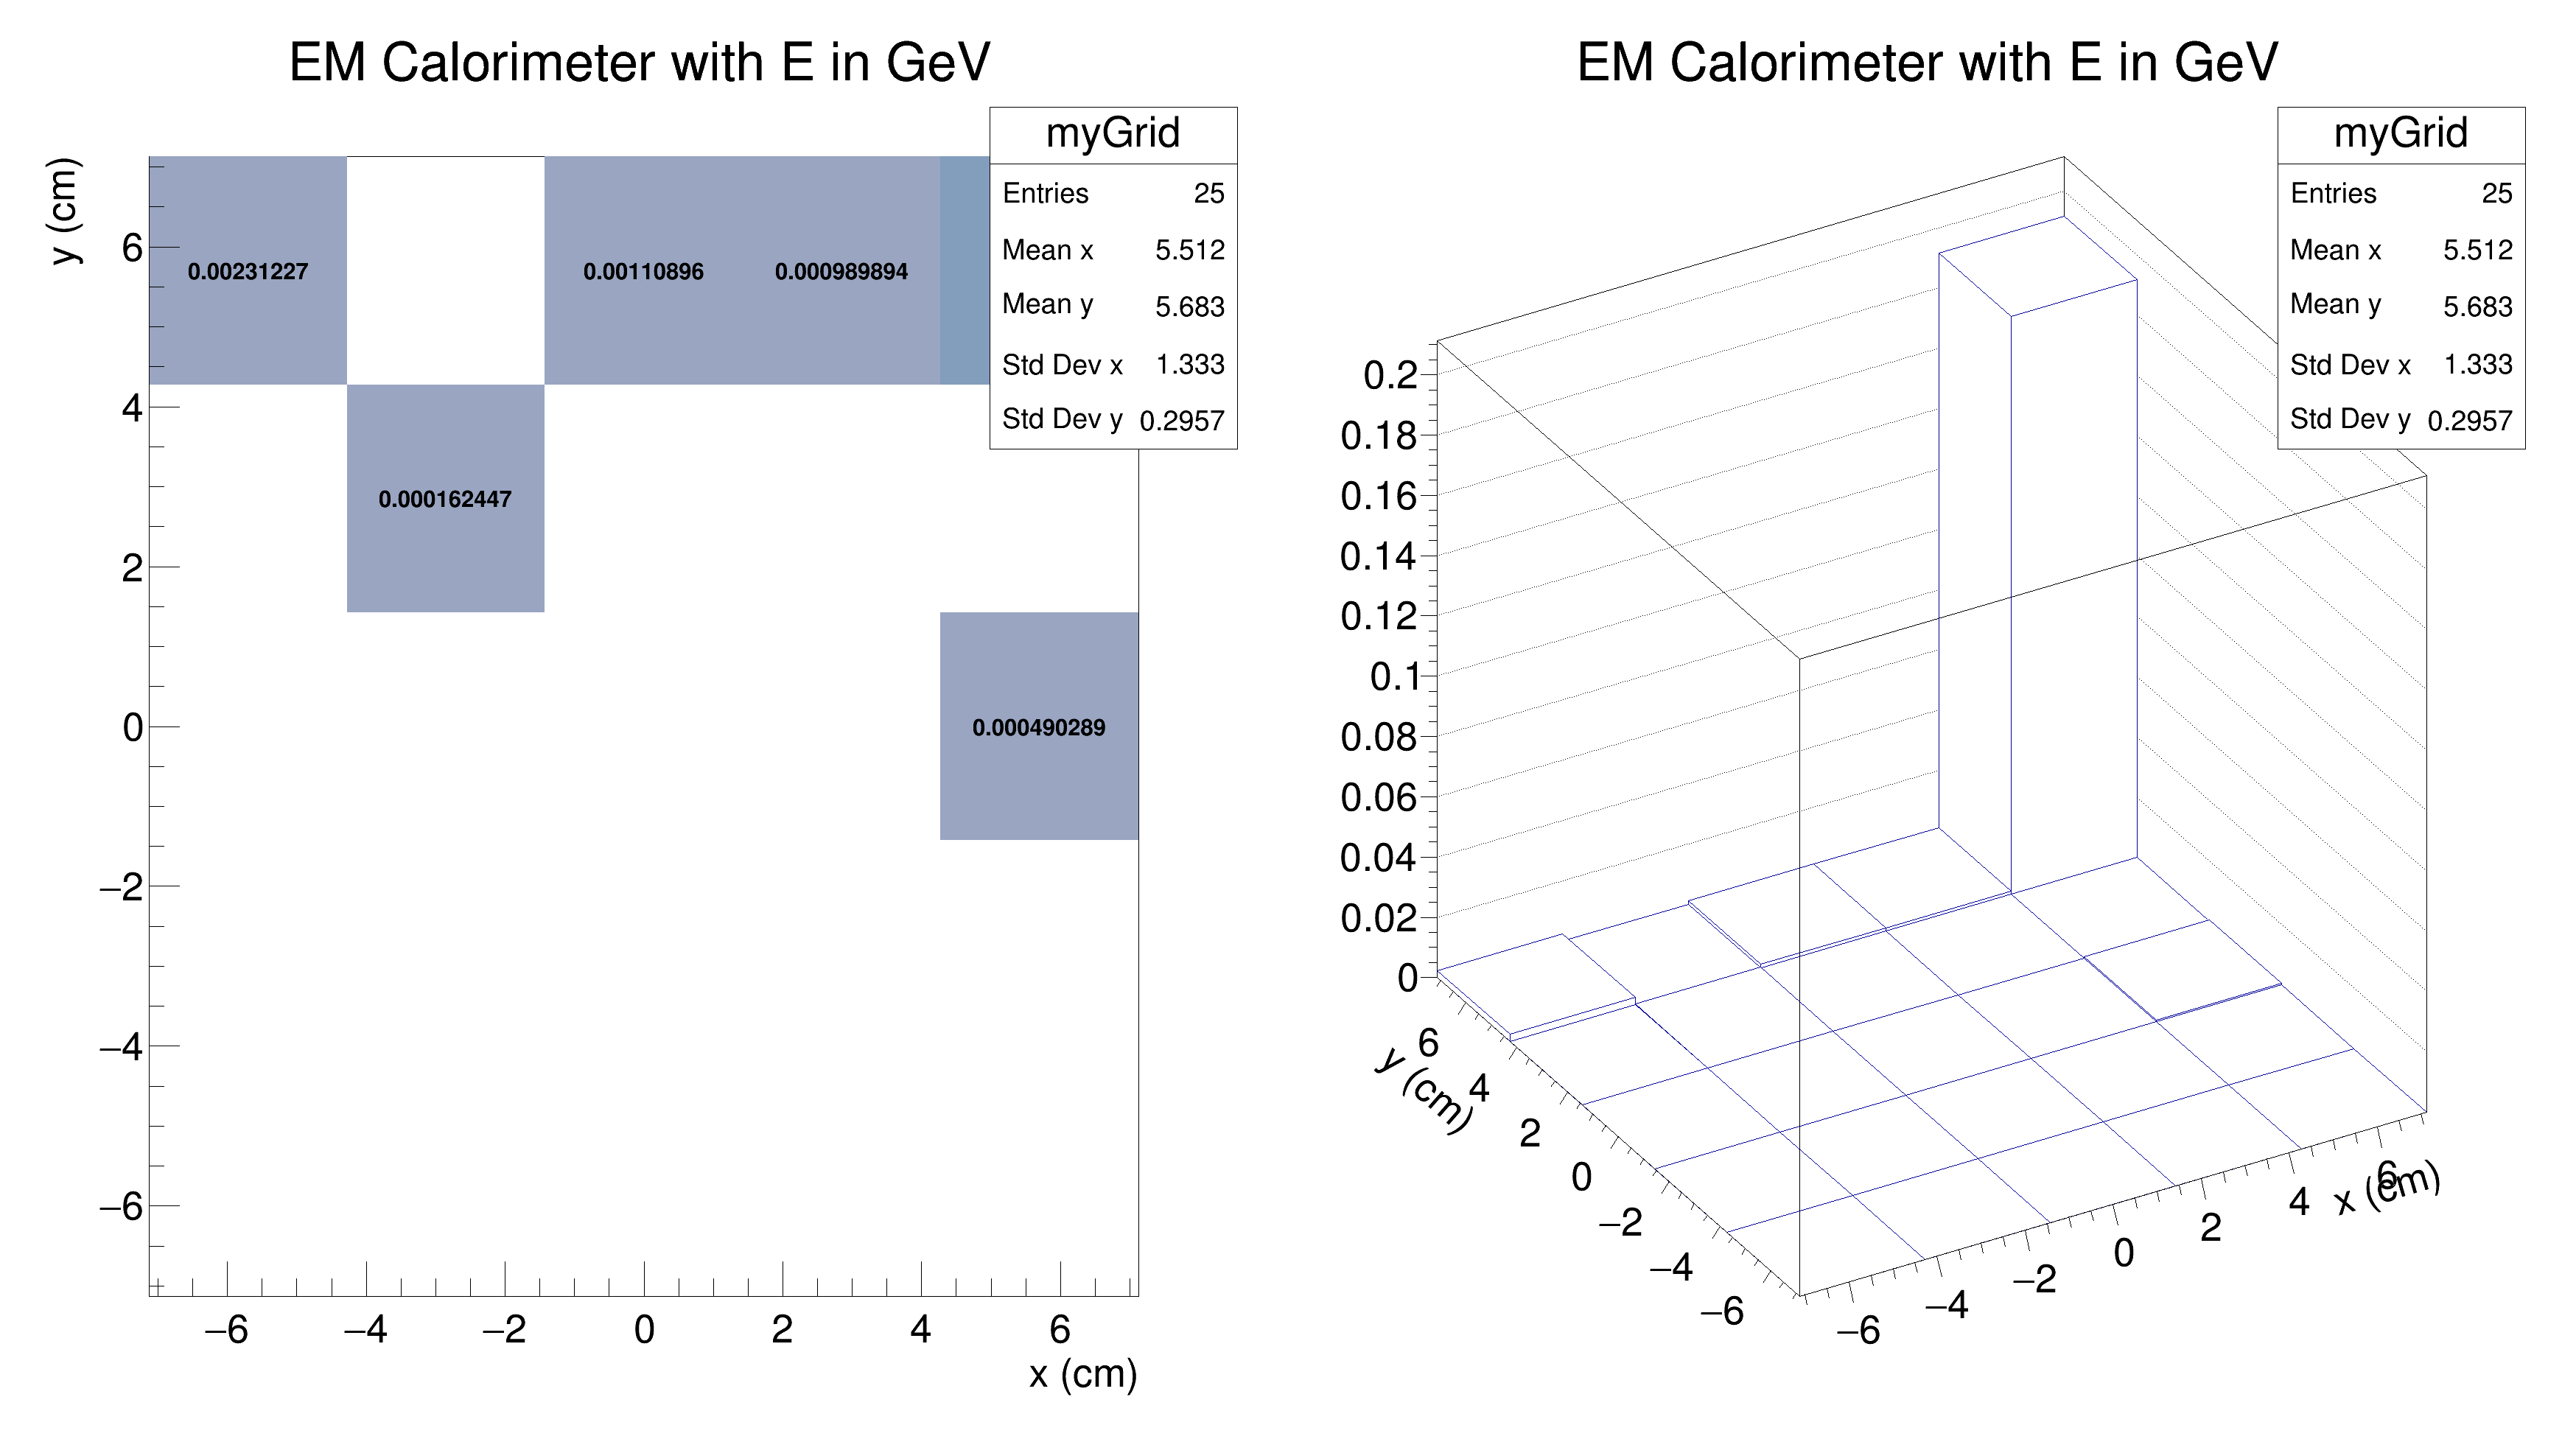 EM Calorimeter with E in GeV
myGrid
Entries 25
Mean x 5.512
Mean y 5.683
Std Dev x 1.333
Std Dev y 0.2957
y (cm)
6
4
2
0
−2
−4
−6
0.00231227
0.00110896
0.000989894
0.000162447
0.000490289
−6 −4 −2 0 2 4 6
x (cm)
EM Calorimeter with E in GeV
myGrid
Entries 25
Mean x 5.512
Mean y 5.683
Std Dev x 1.333
Std Dev y 0.2957
0.2
0.18
0.16
0.14
0.12
0.1
0.08
0.06
0.04
0.02
0
y (cm)
6
4
2
0
−2
−4
−6
−6
−4
−2
0
2
4
6
x (cm)